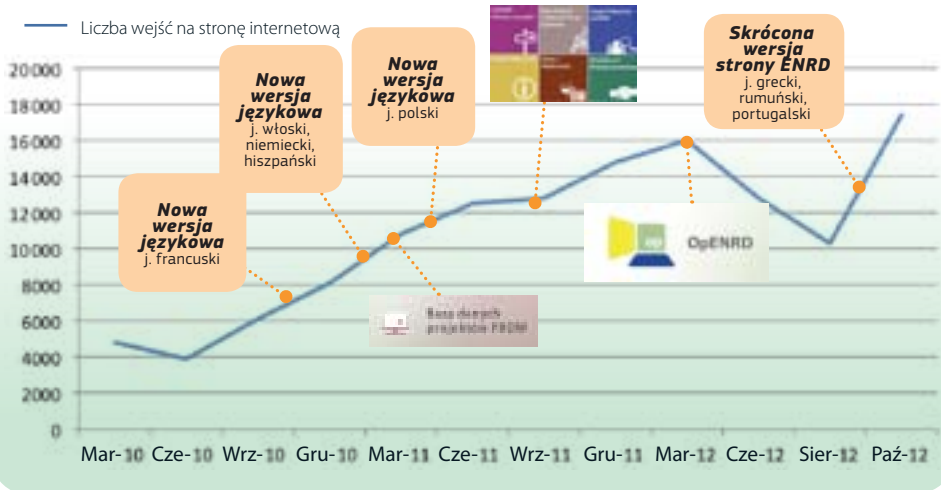 Liczba wejść na stronę internetową
Nowa
wersja
językowa
j. francuski
Nowa
wersja
językowa
j. włoski,
niemiecki,
hiszpański
Nowa
wersja
językowa
j. polski
Skrócona
wersja
strony ENRD
j. grecki,
rumuński,
portugalski
OpENRD
Baza danych
projektów
20000
18000
16000
14000
12000
10000
8000
6000
4000
2000
0
Mar-10 Cze-10 Wrz-10 Gru-10 Mar-11 Cze-11 Wrz-11 Gru-11 Mar-12 Cze-12 Sier-12 Paź-12